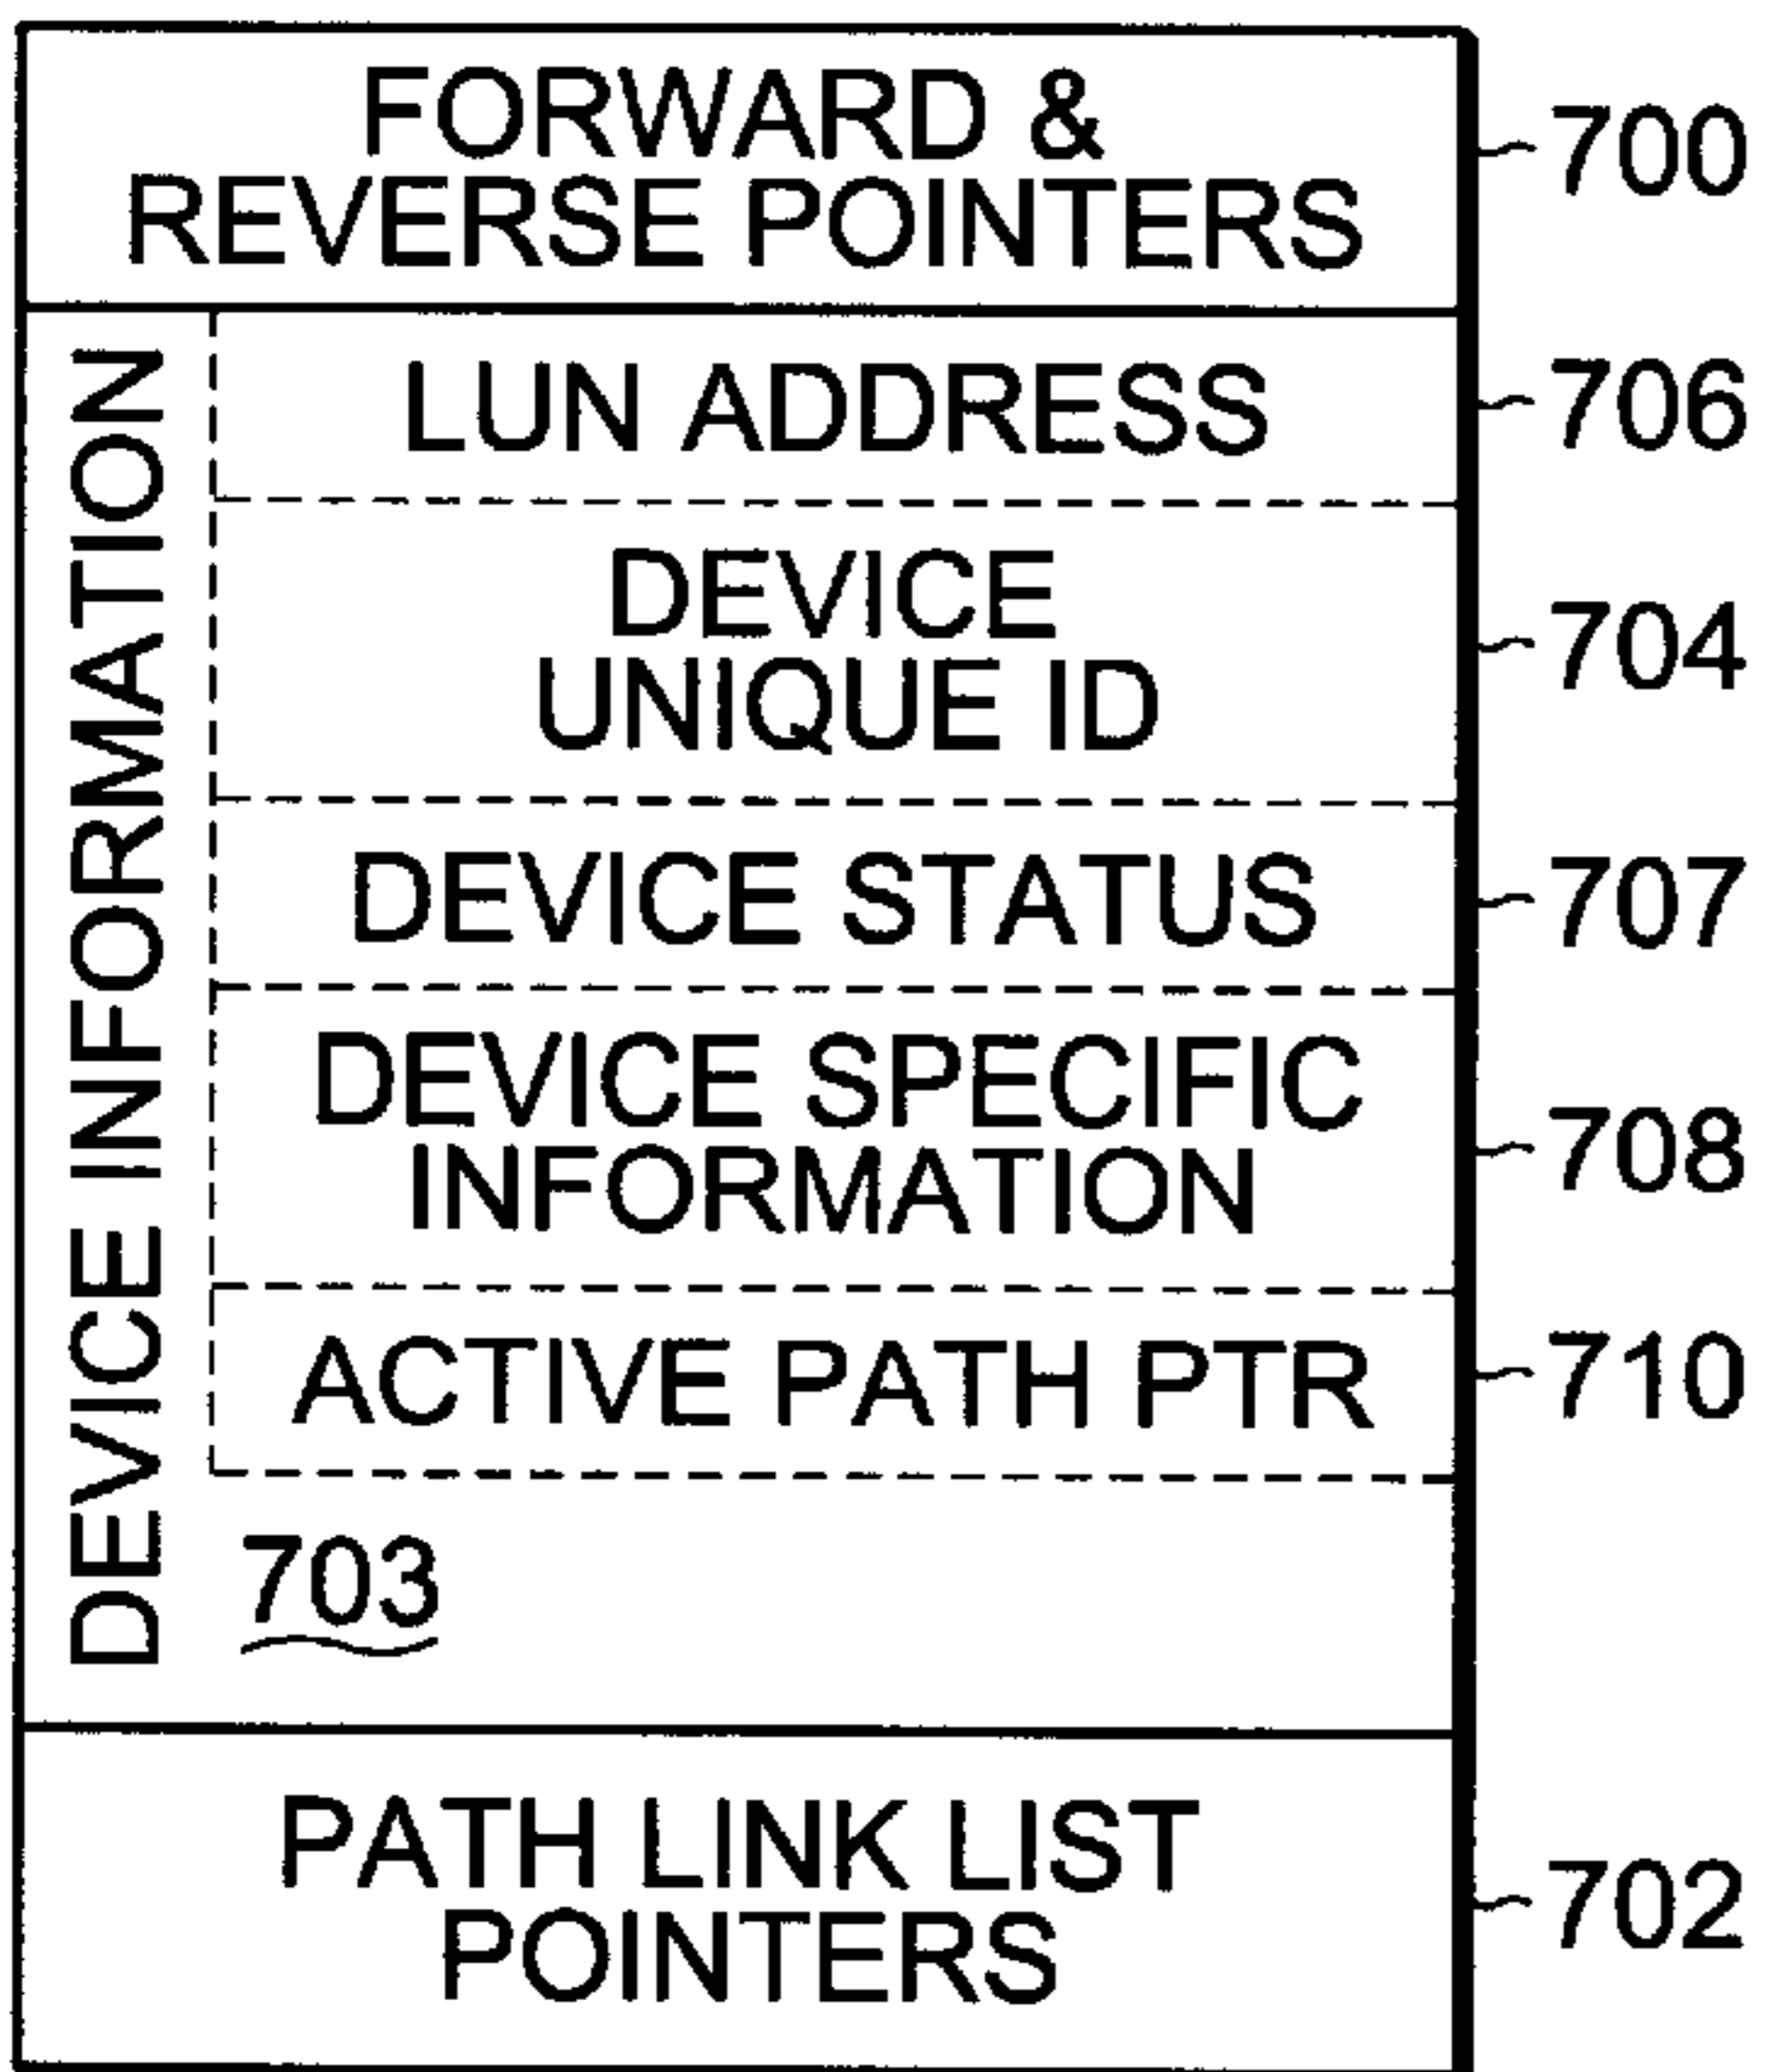 FORWARD &
REVERSE POINTERS
700
DEVICE INFORMATION
LUN ADDRESS
706
DEVICE
UNIQUE ID
704
DEVICE STATUS
707
DEVICE SPECIFIC
INFORMATION
708
ACTIVE PATH PTR
710
703
PATH LINK LIST
POINTERS
702